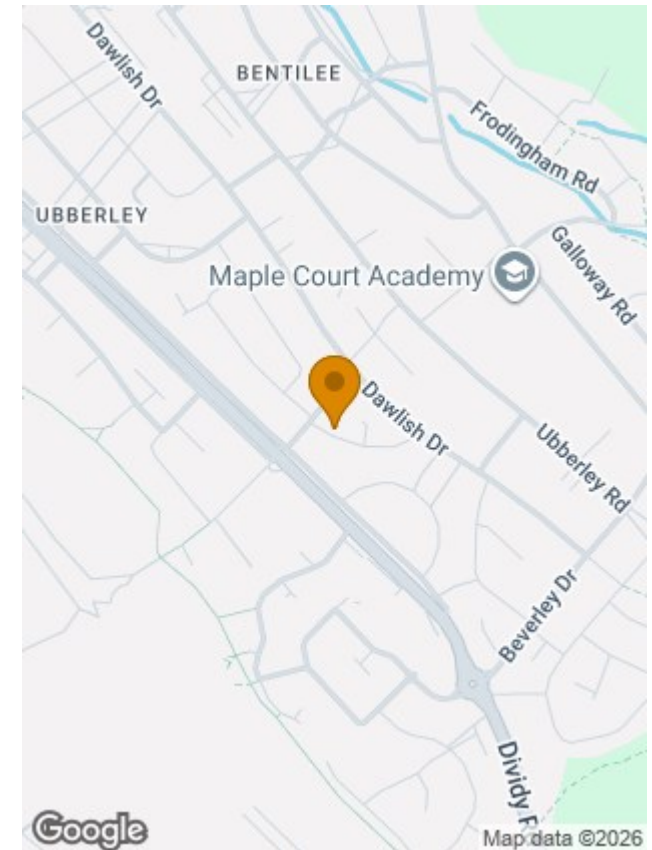 Dawlish Dr
BENTILEE
Frodingham Rd
UBBERLEY
Galloway Rd
Maple Court Academy
Dawlish Dr
Ubberley Rd
Beverley Dr
Dividy R
Google
Map data ©2026